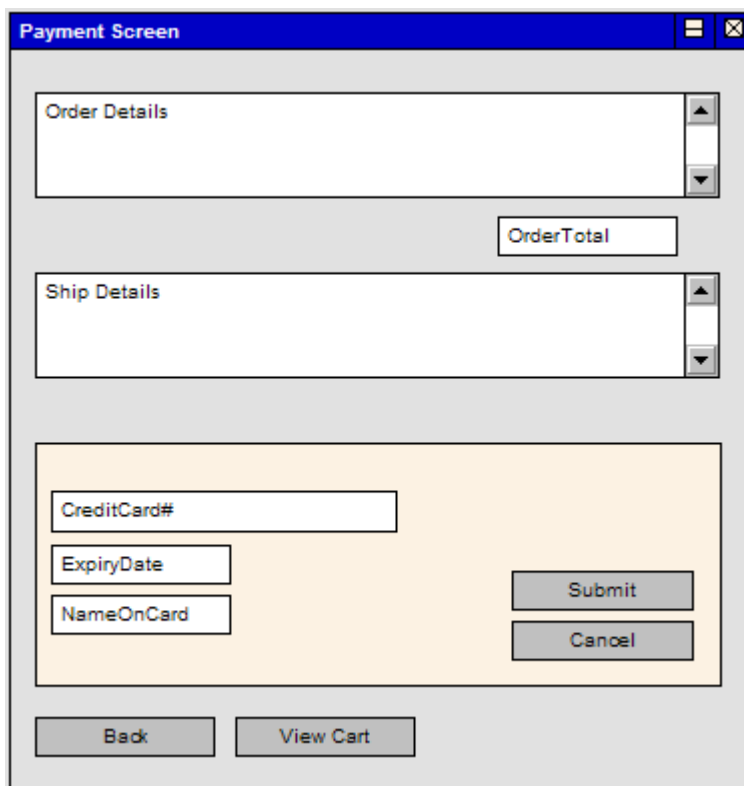 Payment Screen
Order Details
OrderTotal
Ship Details
CreditCard#
ExpiryDate
NameOnCard
Submit
Cancel
Back
View Cart